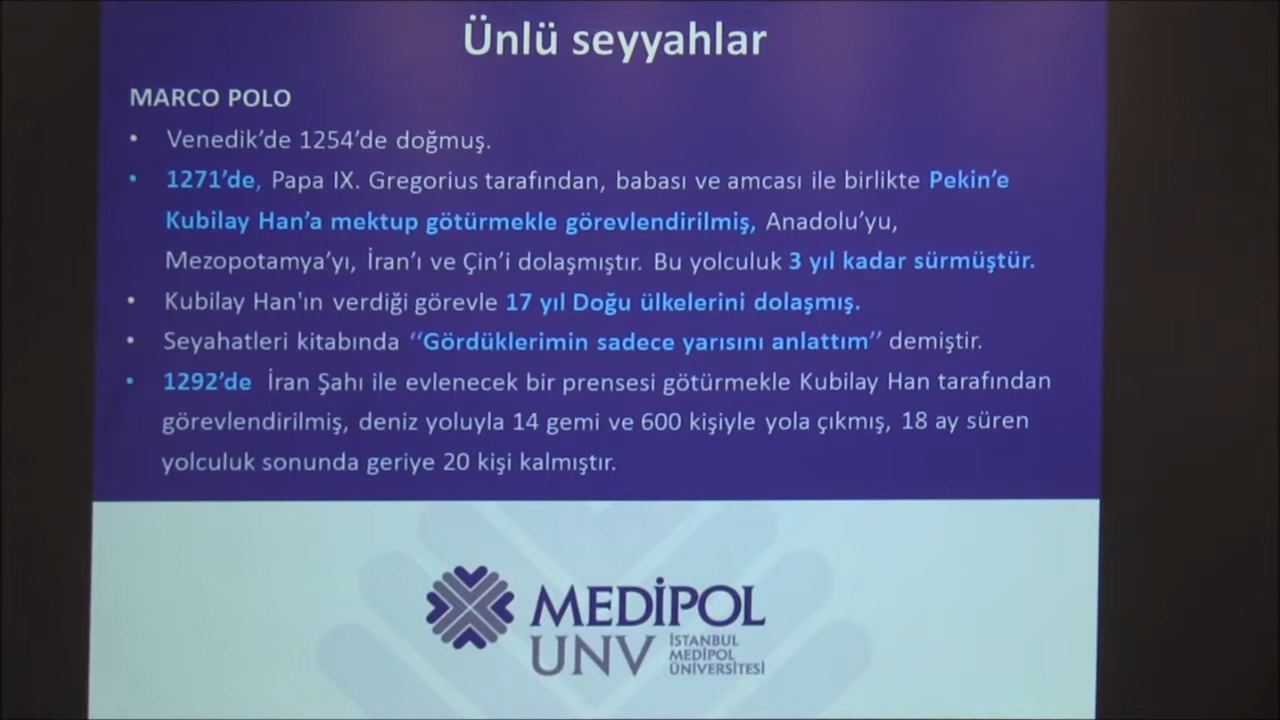 Ünlü seyyahlar
MARCO POLO
• Venedik’de 1254’de doğmuş.
• 1271’de, Papa IX. Gregorius tarafından, babası ve amcası ile birlikte Pekin’e
Kubilay Han’a mektup götürmekle görevlendirilmiş, Anadolu’yu,
Mezopotamya’yı, İran’ı ve Çin’i dolaşmıştır. Bu yolculuk 3 yıl kadar sürmüştür.
• Kubilay Han'ın verdiği görevle 17 yıl Doğu ülkelerini dolaşmış.
• Seyahatleri kitabında ‘‘Gördüklerimin sadece yarısını anlattım’’ demiştir.
• 1292’de İran Şahı ile evlenecek bir prensesi götürmekle Kubilay Han tarafından
görevlendirilmiş, deniz yoluyla 14 gemi ve 600 kişiyle yola çıkmış, 18 ay süren
yolculuk sonunda geriye 20 kişi kalmıştır.
MEDİPOL
UNV
İSTANBUL
MEDİPOL
ÜNİVERSİTESİ